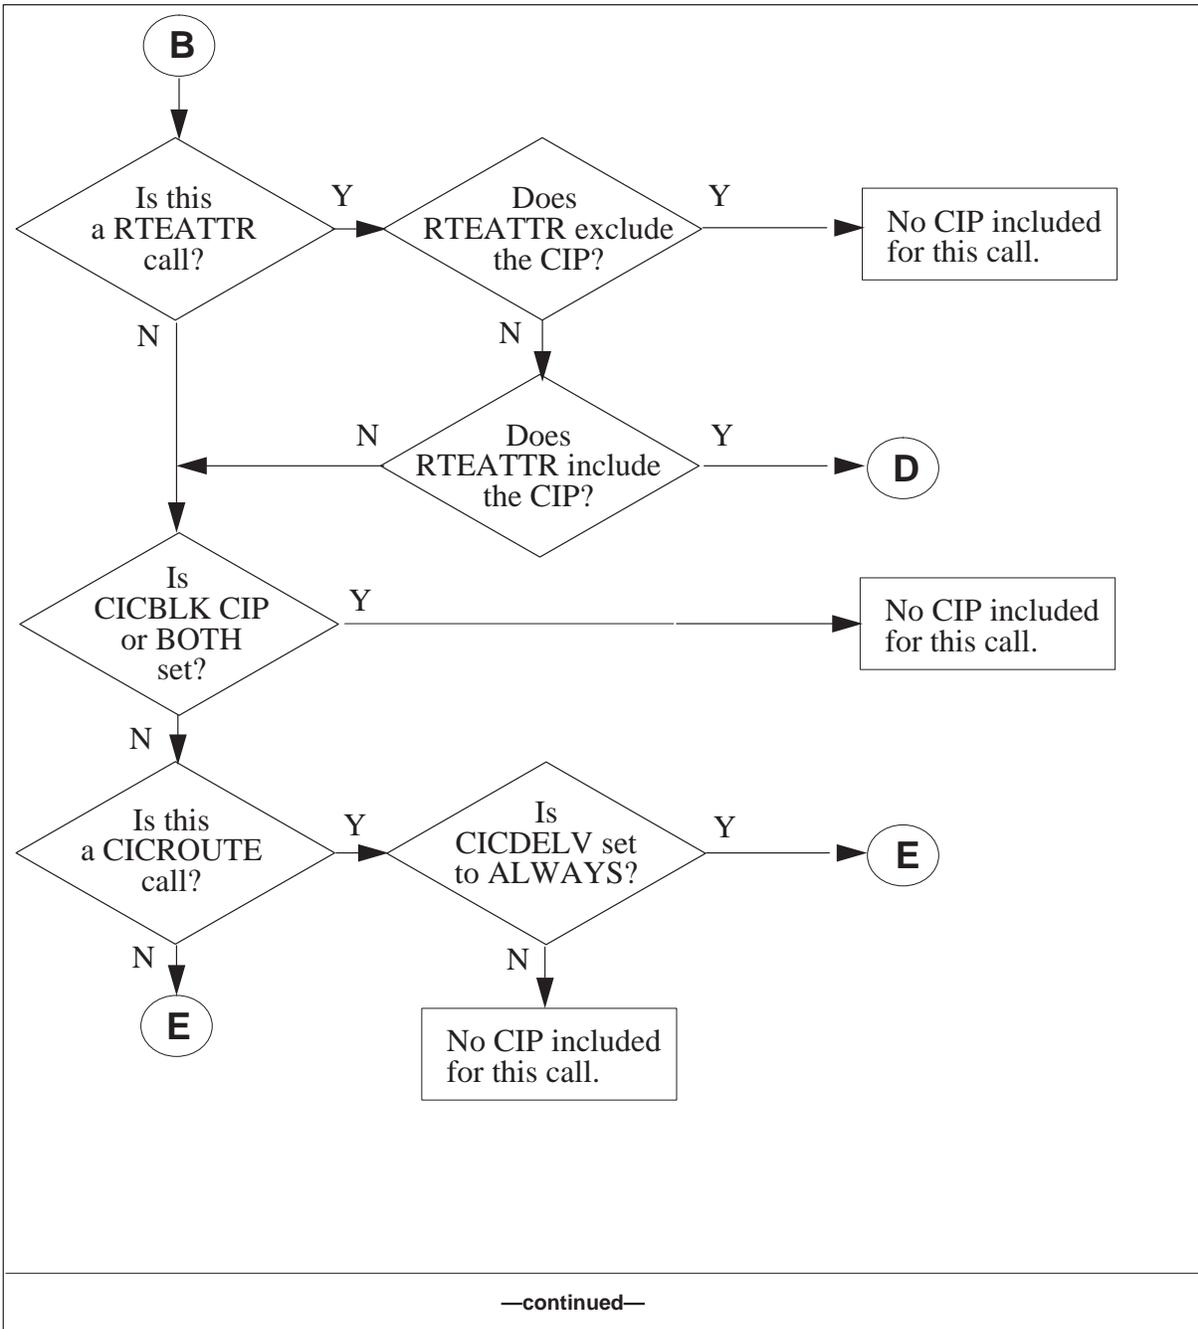 B
Is this
a RTEATTR
call?
Y
Does
RTEATTR exclude
the CIP?
Y
No CIP included
for this call.
N
N
Does
RTEATTR include
the CIP?
N
Y
D
Is
CICBLK CIP
or BOTH
set?
Y
No CIP included
for this call.
N
Is this
a CICROUTE
call?
Y
Is
CICDELV set
to ALWAYS?
Y
E
N
E
N
No CIP included
for this call.
—continued—